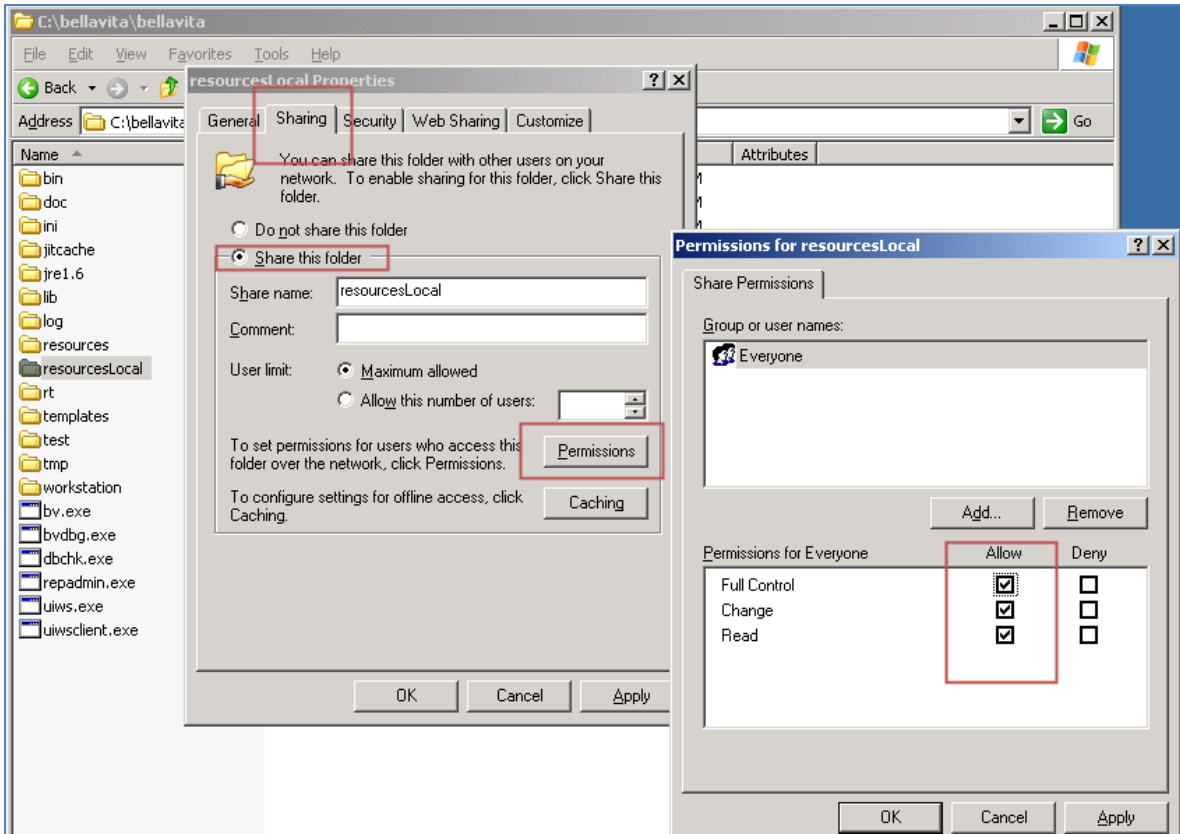 C:\bellavita\bellavita
File Edit View Favorites Tools Help
Back
Address C:\bellavita
Go
Name
Attributes
bin
doc
ini
jitcache
jre1.6
lib
log
resources
resourcesLocal
rt
templates
test
tmp
workstation
bv.exe
bvdbg.exe
dbchk.exe
repadmin.exe
uiws.exe
uiwsclient.exe
resourcesLocal Properties
General Sharing Security Web Sharing Customize
You can share this folder with other users on your
network. To enable sharing for this folder, click Share this
folder.
Do not share this folder
Share this folder
Share name: resourcesLocal
Comment:
User limit: Maximum allowed
Allow this number of users:
To set permissions for users who access this
folder over the network, click Permissions.
Permissions
To configure settings for offline access, click
Caching.
Caching
OK Cancel Apply
Permissions for resourcesLocal
Share Permissions
Group or user names:
Everyone
Add... Remove
Permissions for Everyone Allow Deny
Full Control
Change
Read
OK Cancel Apply